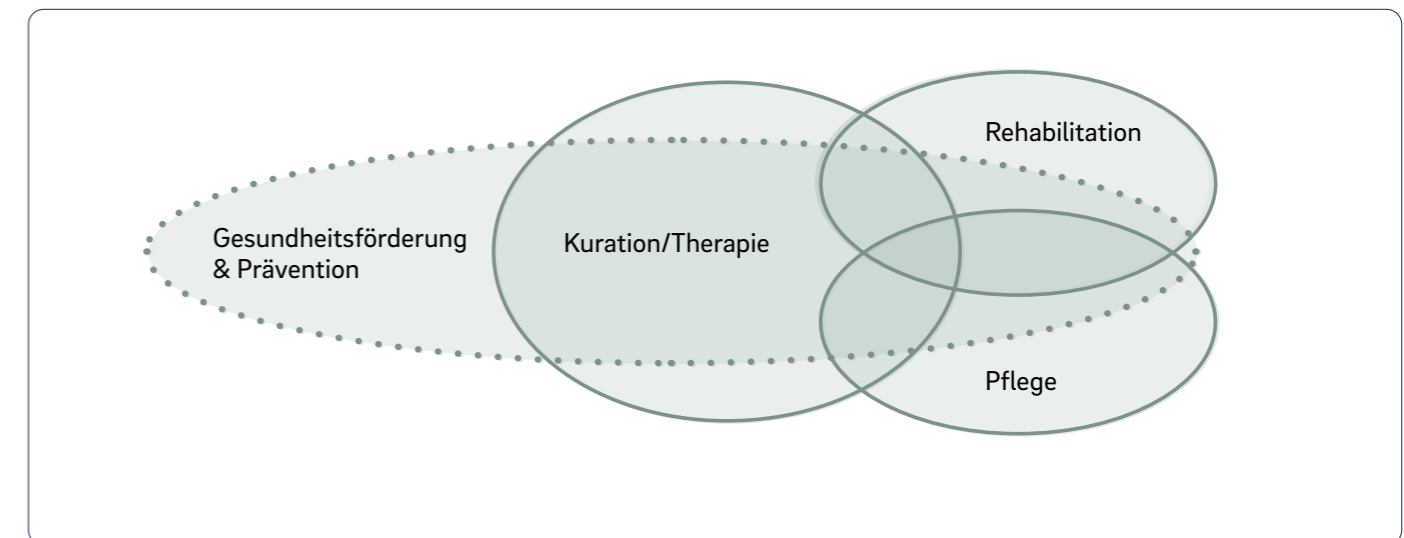 Rehabilitation
Gesundheitsförderung
& Prävention
Kuration/Therapie
Pflege